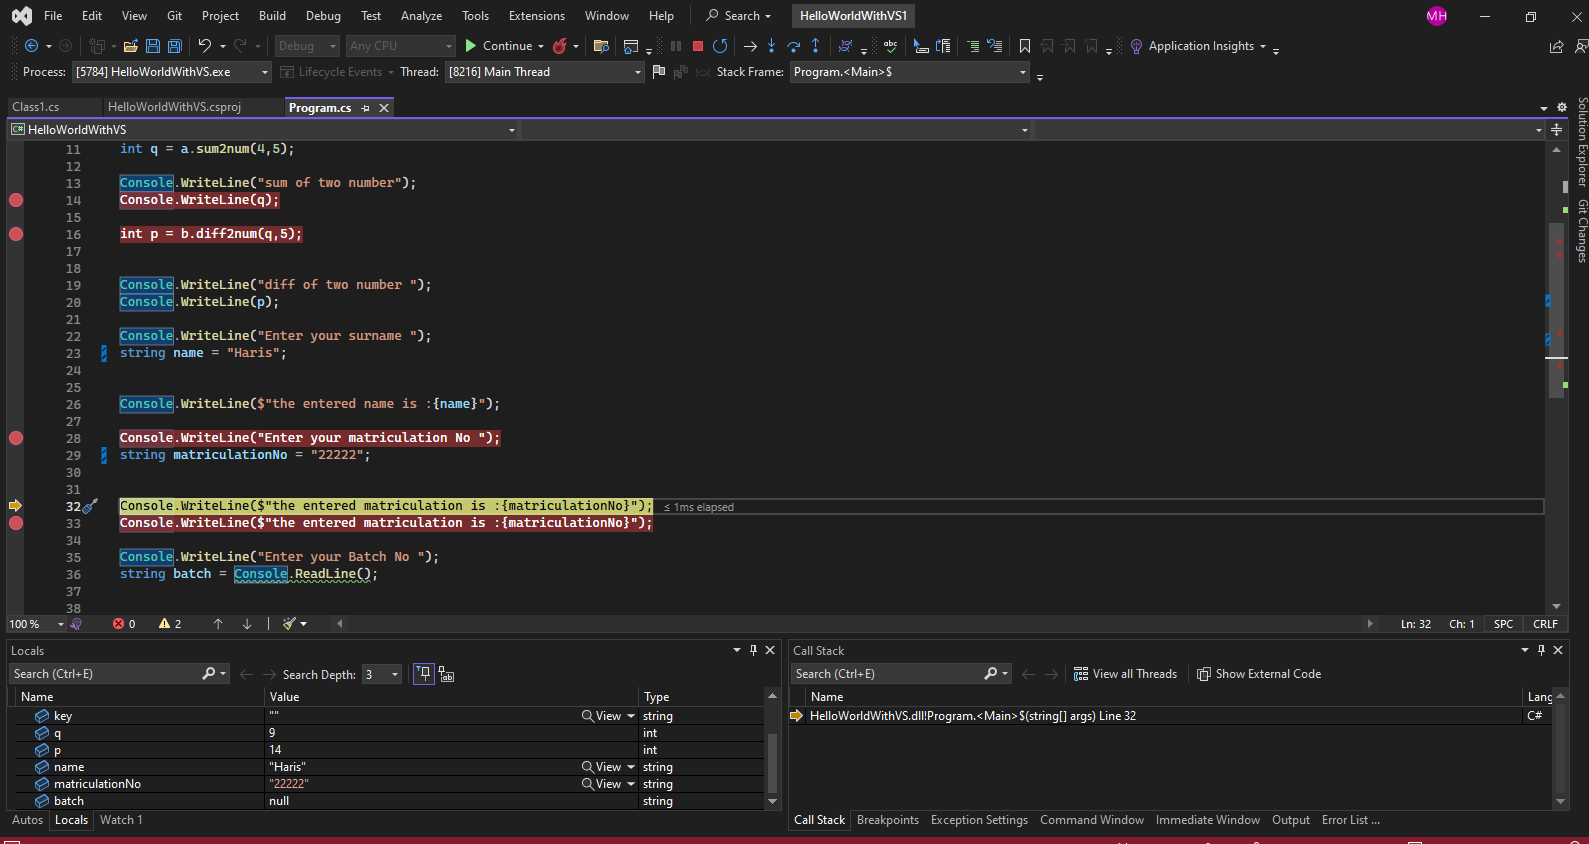 File Edit View Git Project Build Debug Test Analyze Tools Extensions Window Help Search HelloWorldWithVS1 MH
Debug Any CPU Continue abc Application Insights
Process: [5784] HelloWorldWithVS.exe Lifecycle Events Thread: [8216] Main Thread Stack Frame: Program.<Main>$
Class1.cs HelloWorldWithVS.csproj Program.cs
C# HelloWorldWithVS
Solution Explorer
Git Changes
11 int q = a.sum2num(4,5);
12
13 Console.WriteLine("sum of two number");
14 Console.WriteLine(q);
15
16 int p = b.diff2num(q,5);
17
18
19 Console.WriteLine("diff of two number ");
20 Console.WriteLine(p);
21
22 Console.WriteLine("Enter your surname ");
23 string name = "Haris";
24
25
26 Console.WriteLine($"the entered name is :{name}");
27
28 Console.WriteLine("Enter your matriculation No ");
29 string matriculationNo = "22222";
30
31
32 Console.WriteLine($"the entered matriculation is :{matriculationNo}"); ≤ 1ms elapsed
33 Console.WriteLine($"the entered matriculation is :{matriculationNo}");
34
35 Console.WriteLine("Enter your Batch No ");
36 string batch = Console.ReadLine();
37
38
100 % 0 2 Ln: 32 Ch: 1 SPC CRLF
Locals
Search (Ctrl+E) Search Depth: 3
Name Value Type
key "" View string
q 9 int
p 14 int
name "Haris" View string
matriculationNo "22222" View string
batch null string
Autos Locals Watch 1
Call Stack
Search (Ctrl+E) View all Threads Show External Code
Name Lang
HelloWorldWithVS.dll!Program.<Main>$(string[] args) Line 32 C#
Call Stack Breakpoints Exception Settings Command Window Immediate Window Output Error List ...